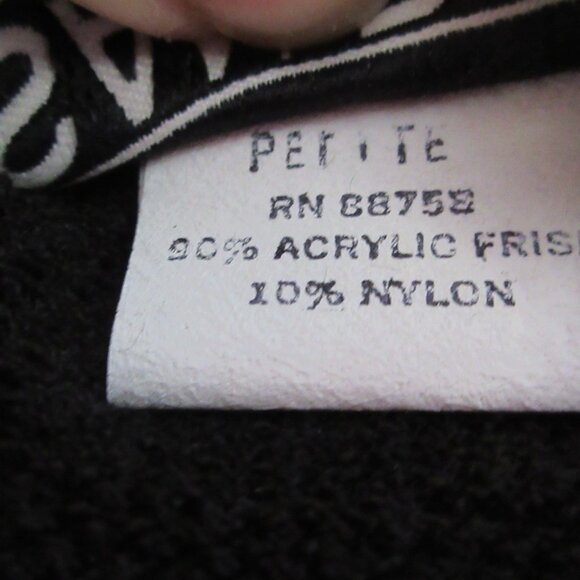 PETITE
RN 88758
90% ACRYLIC FRIS
10% NYLON